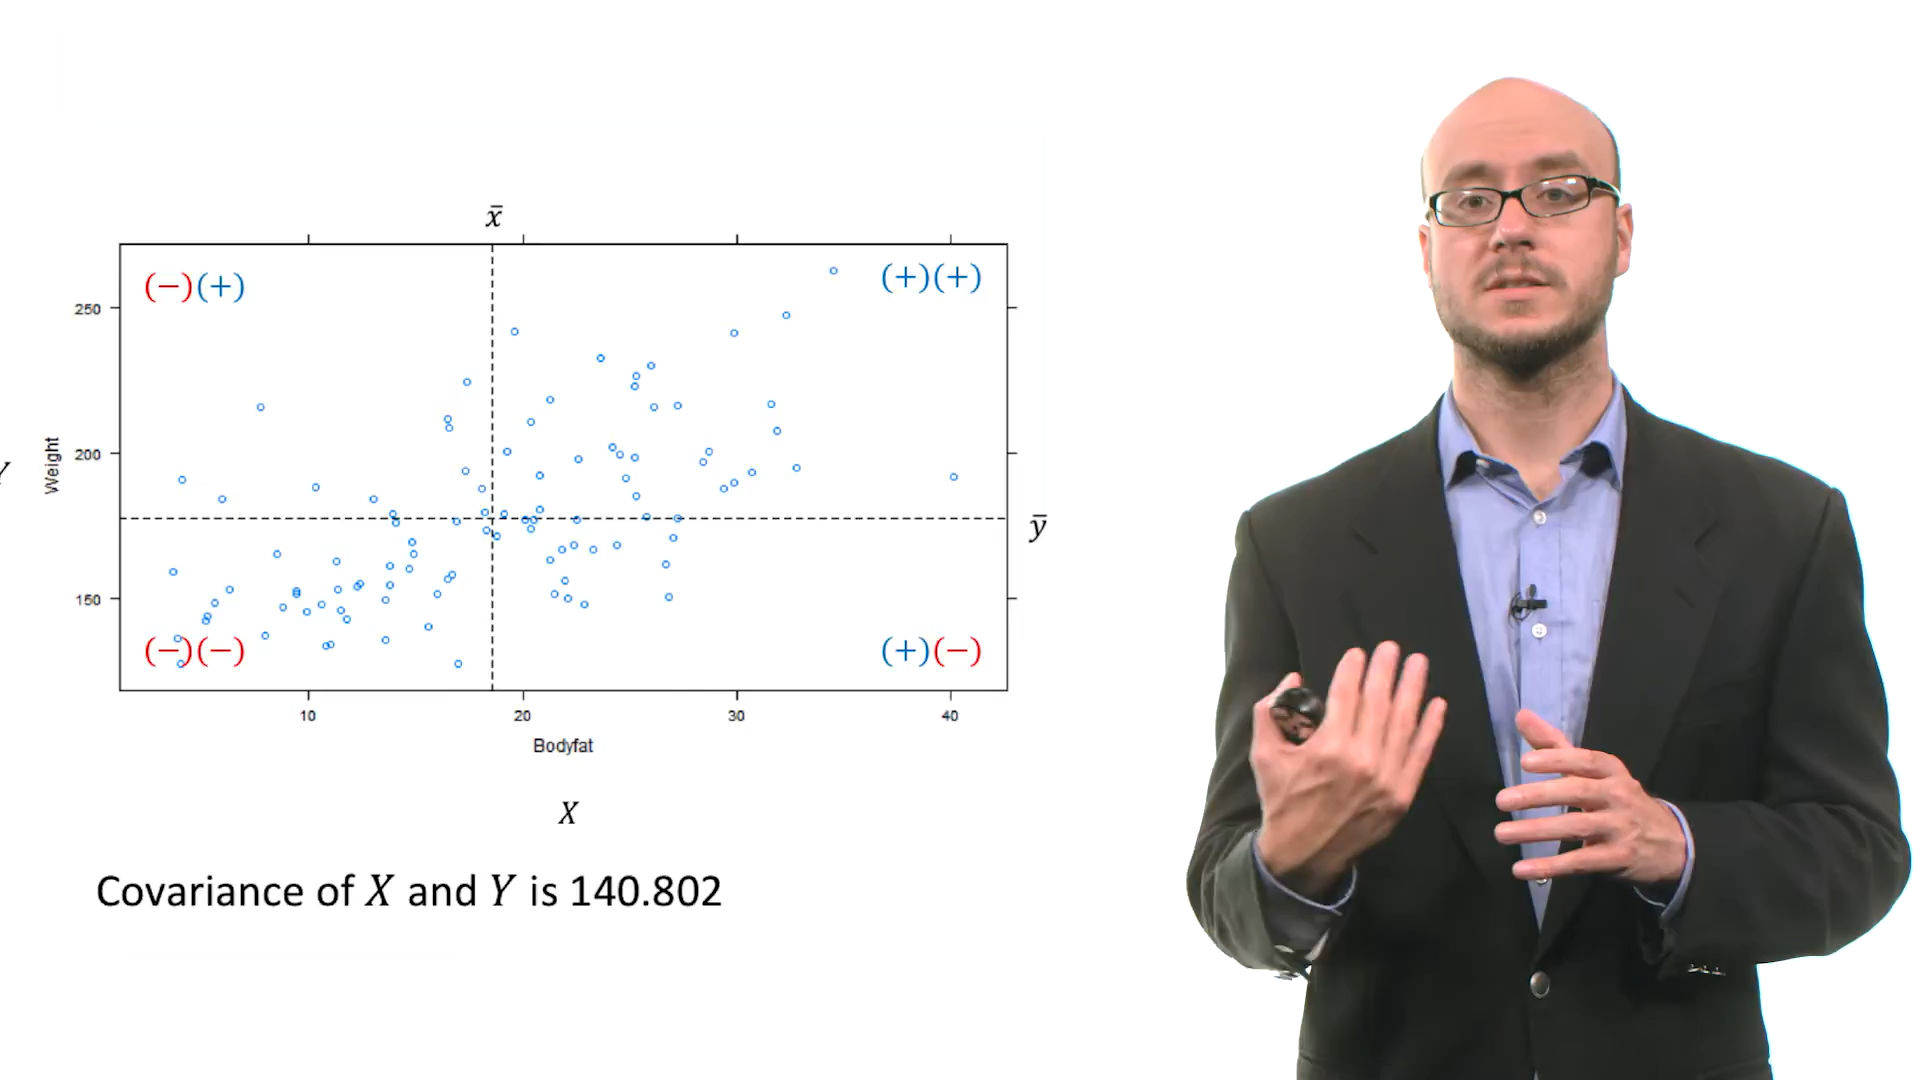 x̄
(−)(+)
(+)(+)
250
200
150
Y
Weight
ȳ
(−)(−)
(+)(−)
10
20
30
40
Bodyfat
X
Covariance of X and Y is 140.802